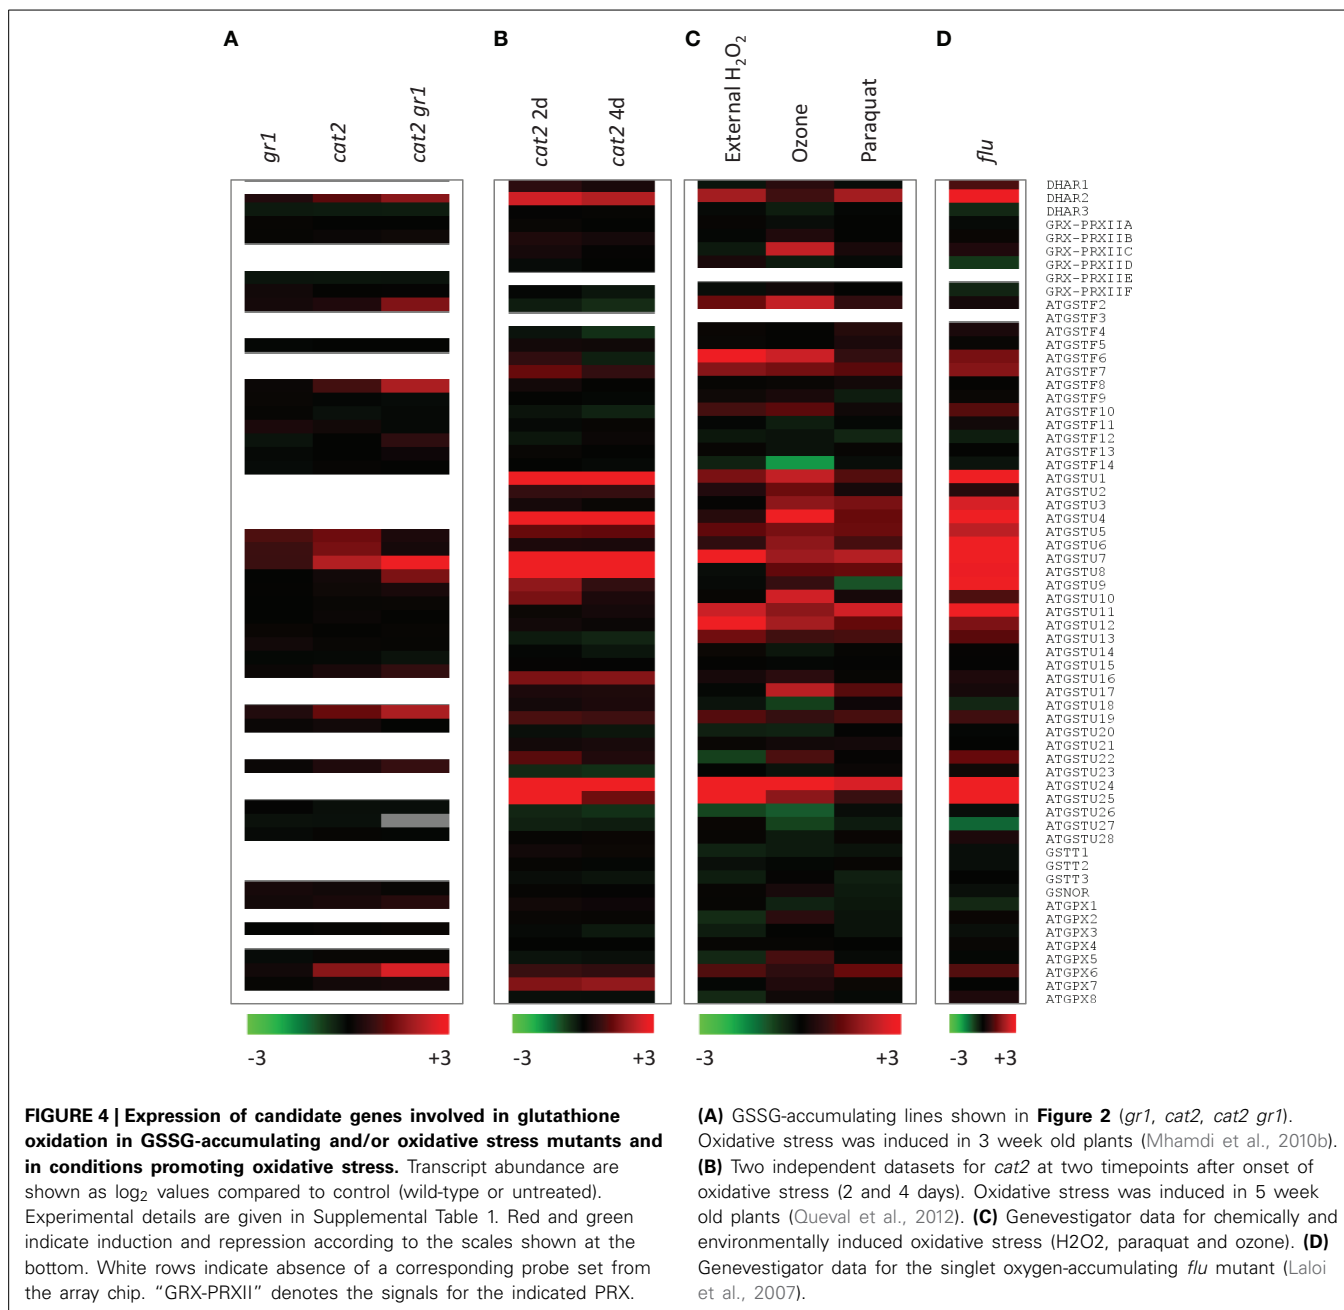 A B C D
gr1
cat2
cat2 gr1
cat2 2d
cat2 4d
External H₂O₂
Ozone
Paraquat
flu
DHAR1
DHAR2
DHAR3
GRX-PRXIIA
GRX-PRXIIB
GRX-PRXIIC
GRX-PRXIID
GRX-PRXIIE
GRX-PRXIIF
ATGSTF2
ATGSTF3
ATGSTF4
ATGSTF5
ATGSTF6
ATGSTF7
ATGSTF8
ATGSTF9
ATGSTF10
ATGSTF11
ATGSTF12
ATGSTF13
ATGSTF14
ATGSTU1
ATGSTU2
ATGSTU3
ATGSTU4
ATGSTU5
ATGSTU6
ATGSTU7
ATGSTU8
ATGSTU9
ATGSTU10
ATGSTU11
ATGSTU12
ATGSTU13
ATGSTU14
ATGSTU15
ATGSTU16
ATGSTU17
ATGSTU18
ATGSTU19
ATGSTU20
ATGSTU21
ATGSTU22
ATGSTU23
ATGSTU24
ATGSTU25
ATGSTU26
ATGSTU27
ATGSTU28
GSTT1
GSTT2
GSTT3
GSNOR
ATGPX1
ATGPX2
ATGPX3
ATGPX4
ATGPX5
ATGPX6
ATGPX7
ATGPX8
-3 +3 -3 +3 -3 +3 -3 +3
FIGURE 4 | Expression of candidate genes involved in glutathione
oxidation in GSSG-accumulating and/or oxidative stress mutants and
in conditions promoting oxidative stress. Transcript abundance are
shown as log₂ values compared to control (wild-type or untreated).
Experimental details are given in Supplemental Table 1. Red and green
indicate induction and repression according to the scales shown at the
bottom. White rows indicate absence of a corresponding probe set from
the array chip. “GRX-PRXII” denotes the signals for the indicated PRX.
(A) GSSG-accumulating lines shown in Figure 2 (gr1, cat2, cat2 gr1).
Oxidative stress was induced in 3 week old plants (Mhamdi et al., 2010b).
(B) Two independent datasets for cat2 at two timepoints after onset of
oxidative stress (2 and 4 days). Oxidative stress was induced in 5 week
old plants (Queval et al., 2012). (C) Genevestigator data for chemically and
environmentally induced oxidative stress (H2O2, paraquat and ozone). (D)
Genevestigator data for the singlet oxygen-accumulating flu mutant (Laloi
et al., 2007).